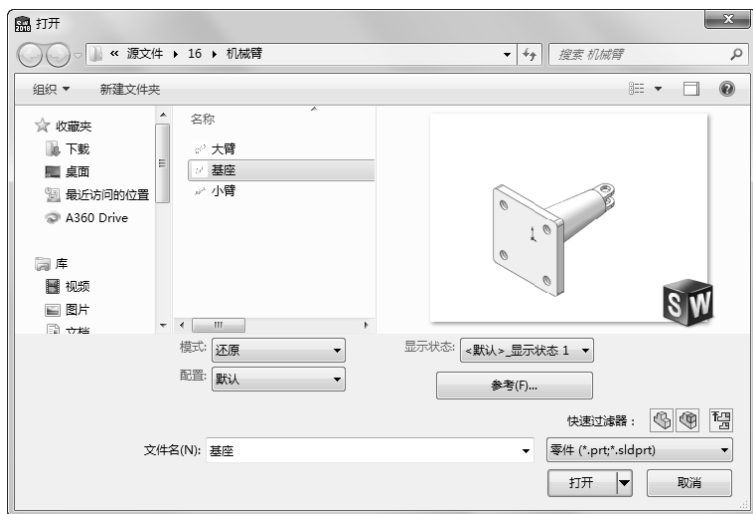 SW 2018 打开
« 源文件 ▸ 16 ▸ 机械臂
搜索 机械臂
组织 ▼ 新建文件夹
收藏夹
下载
桌面
最近访问的位置
A360 Drive
库
视频
图片
文档
名称
大臂
基座
小臂
SW
模式: 还原
显示状态: <默认>_显示状态 1
配置: 默认
参考(F)...
快速过滤器：
文件名(N): 基座
零件 (*.prt;*.sldprt)
打开
取消